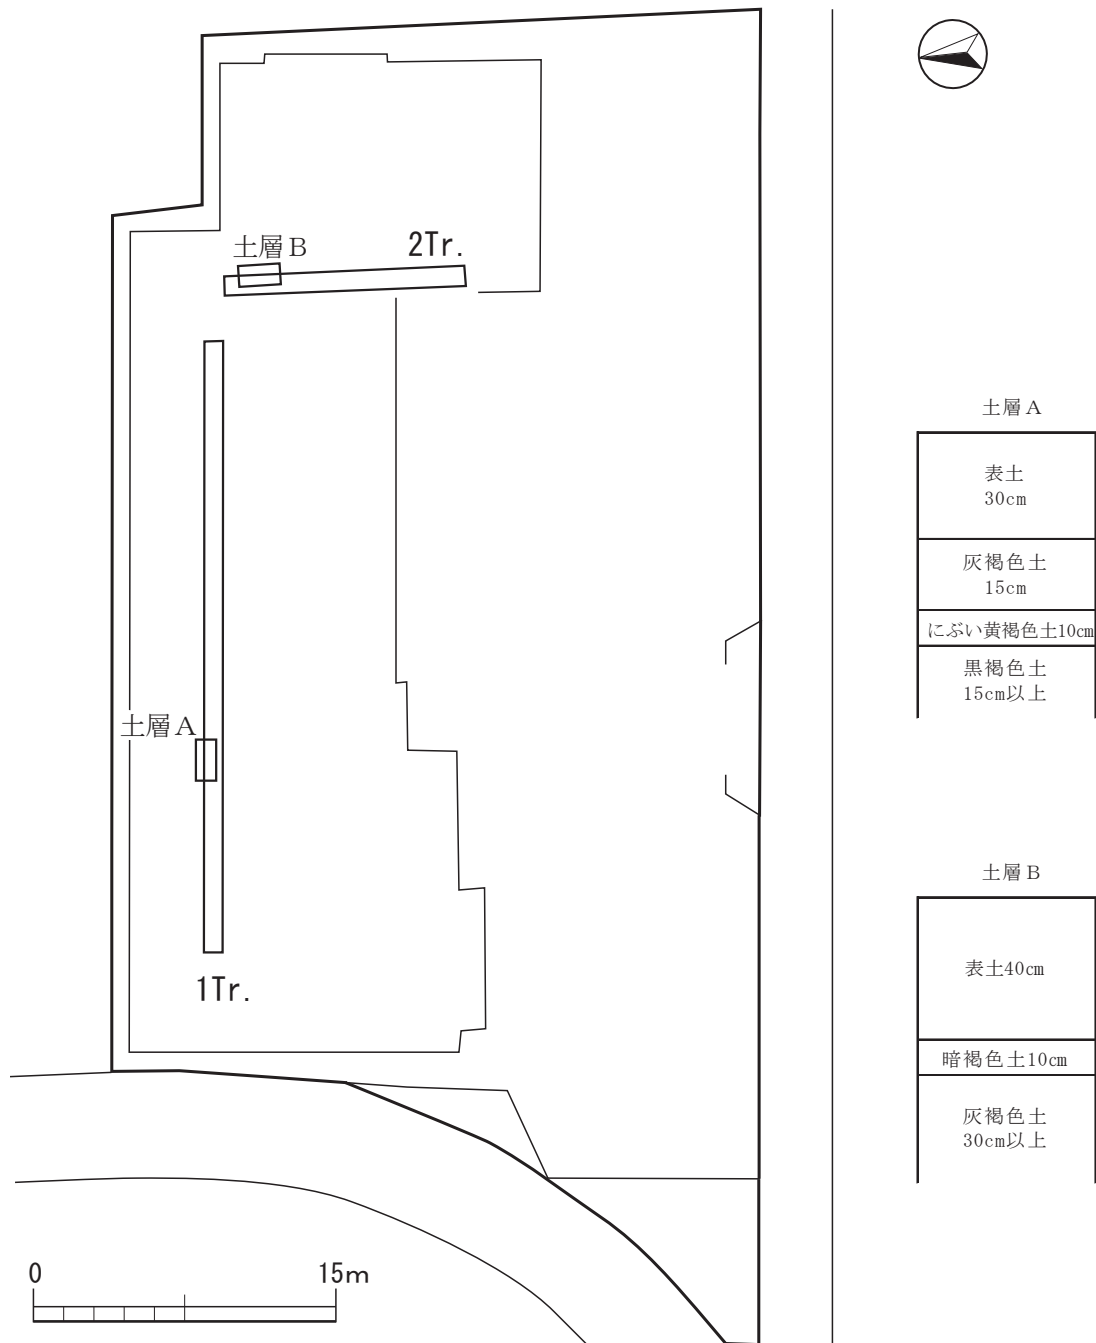 土層Ｂ
2Tr.
土層Ａ
1Tr.
0
15m
土層Ａ
表土
30cm
灰褐色土
15cm
にぶい黄褐色土10cm
黒褐色土
15cm以上
土層Ｂ
表土40cm
暗褐色土10cm
灰褐色土
30cm以上